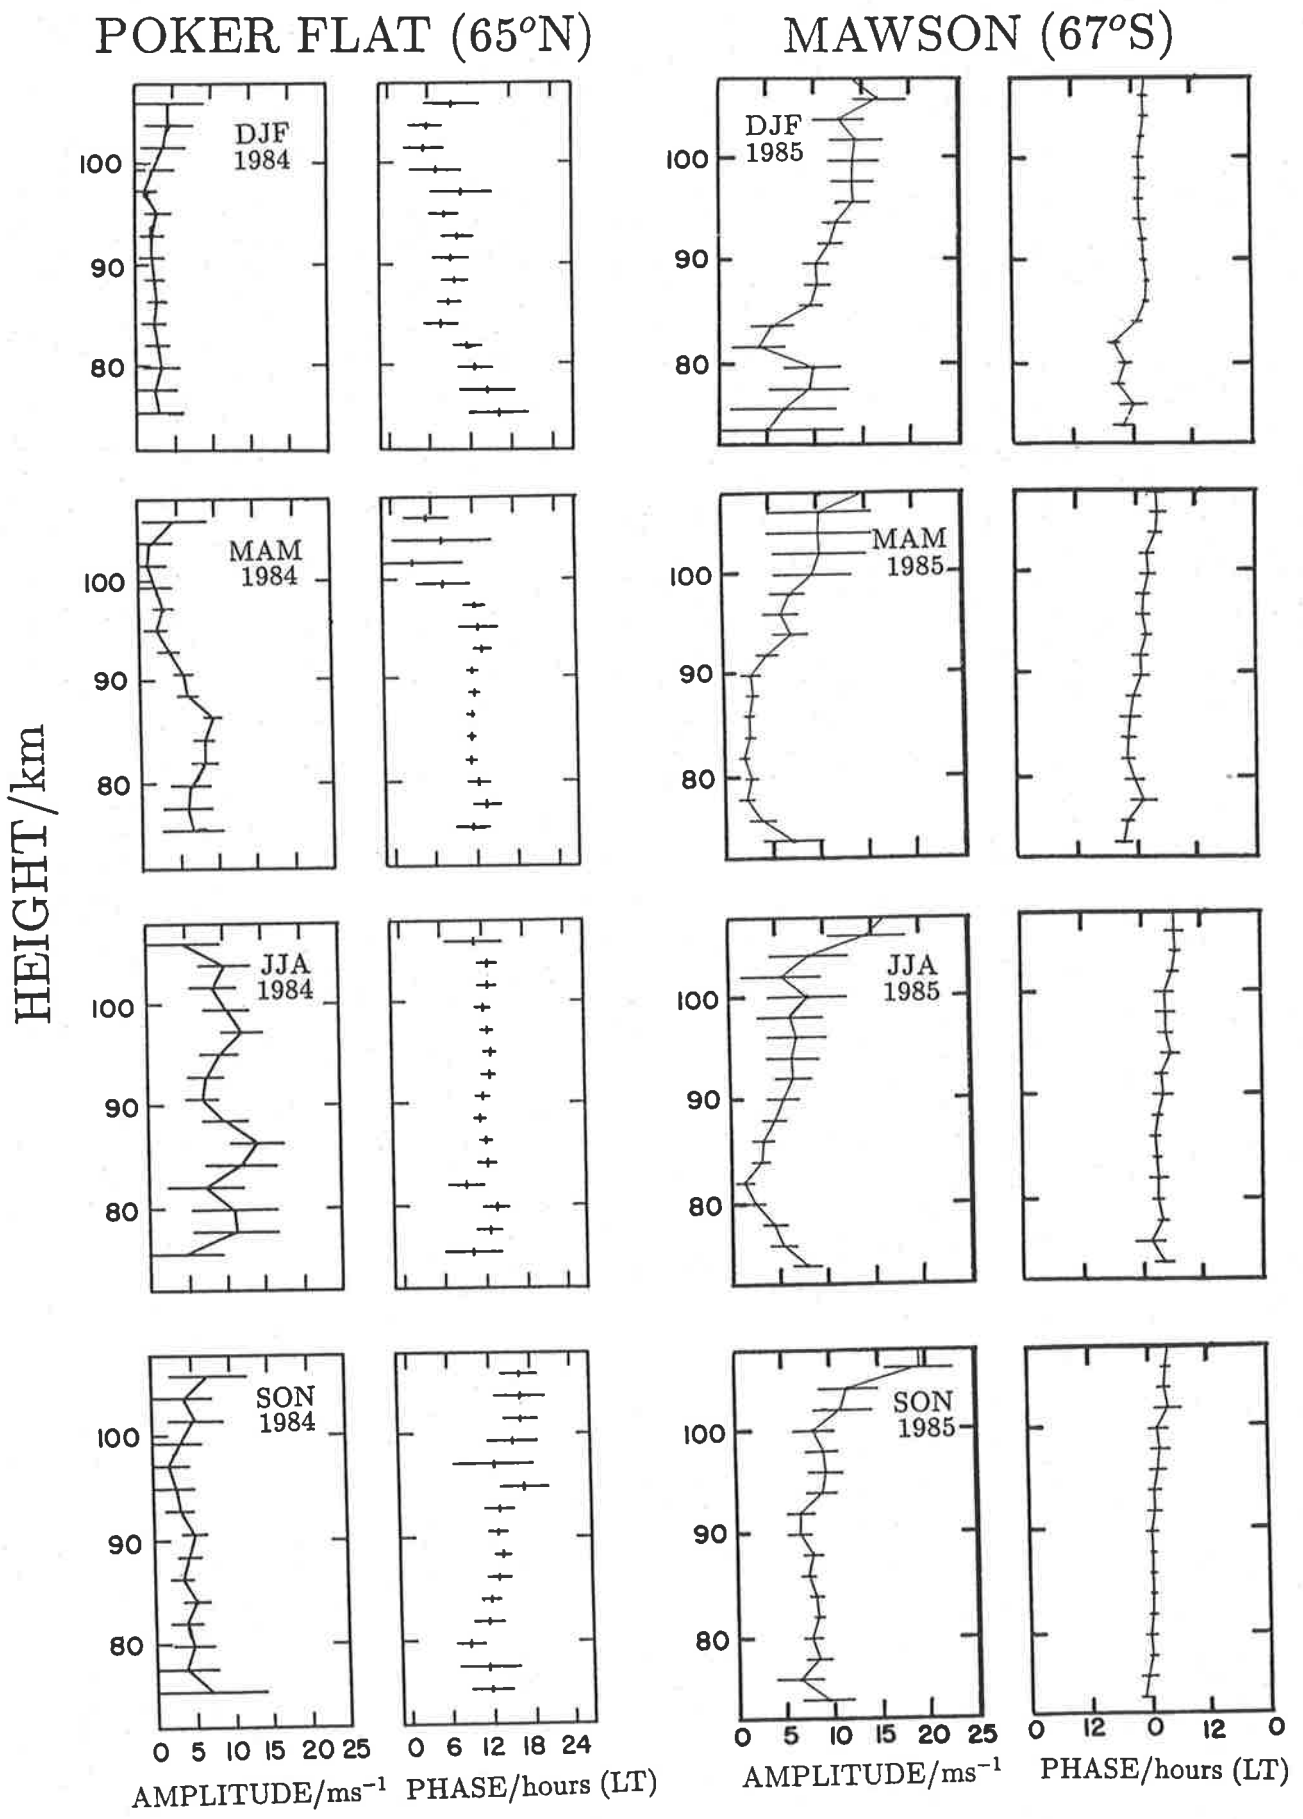 POKER FLAT (65°N)
MAWSON (67°S)
HEIGHT/km
DJF
1984
100
90
80
DJF
1985
100
90
80
MAM
1984
100
90
80
MAM
1985
100
90
80
JJA
1984
100
90
80
JJA
1985
100
90
80
SON
1984
100
90
80
SON
1985
100
90
80
0 5 10 15 20 25
0 6 12 18 24
0 5 10 15 20 25
0 12 0 12 0
AMPLITUDE/ms⁻¹
PHASE/hours (LT)
AMPLITUDE/ms⁻¹
PHASE/hours (LT)